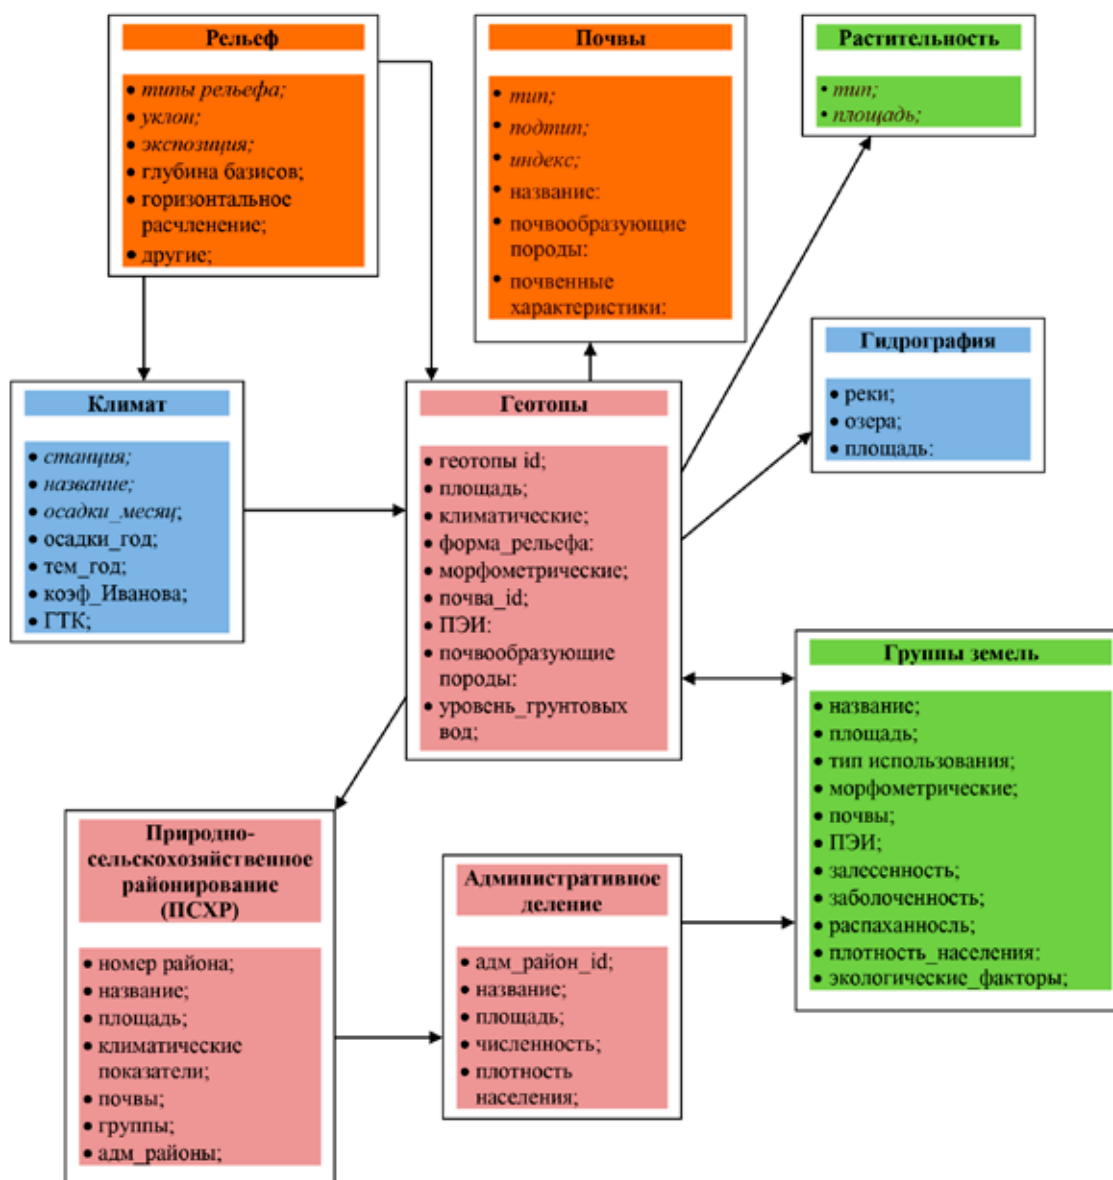 Рельеф
• типы рельефа;
• уклон;
• экспозиция;
• глубина базисов;
• горизонтальное
расчленение;
• другие;
Почвы
• тип;
• подтип;
• индекс;
• название:
• почвообразующие
породы:
• почвенные
характеристики:
Растительность
• тип;
• площадь;
Гидрография
• реки;
• озера;
• площадь:
Климат
• станция;
• название;
• осадки_месяц;
• осадки_год;
• тем_год;
• коэф_Иванова;
• ГТК;
Геотопы
• геотопы id;
• площадь;
• климатические;
• форма_рельефа:
• морфометрические;
• почва_id;
• ПЭИ:
• почвообразующие
породы:
• уровень_грунтовых
вод;
Группы земель
• название;
• площадь;
• тип использования;
• морфометрические;
• почвы;
• ПЭИ;
• залесенность;
• заболоченность;
• распаханносль;
• плотность_населения:
• экологические_факторы;
Природно-
сельскохозяйственное
районирование
(ПСХР)
• номер района;
• название;
• площадь;
• климатические
показатели;
• почвы;
• группы;
• адм_районы;
Административное
деление
• адм_район_id;
• название;
• площадь;
• численность;
• плотность
населения;